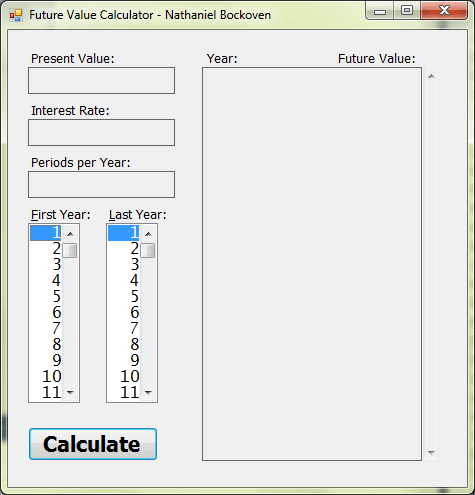 Future Value Calculator - Nathaniel Bockoven
Present Value:
Interest Rate:
Periods per Year:
First Year: Last Year:
1 1
2 2
3 3
4 4
5 5
6 6
7 7
8 8
9 9
10 10
11 11
Calculate
Year: Future Value: